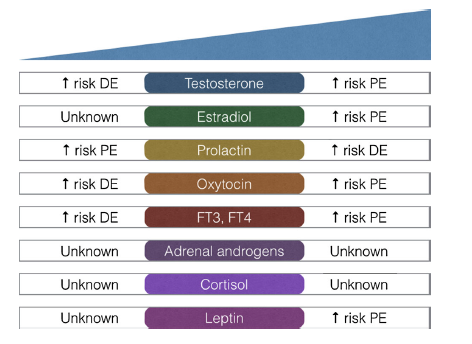 ↑ risk DE Testosterone ↑ risk PE
Unknown Estradiol ↑ risk PE
↑ risk PE Prolactin ↑ risk DE
↑ risk DE Oxytocin ↑ risk PE
↑ risk DE FT3, FT4 ↑ risk PE
Unknown Adrenal androgens Unknown
Unknown Cortisol Unknown
Unknown Leptin ↑ risk PE